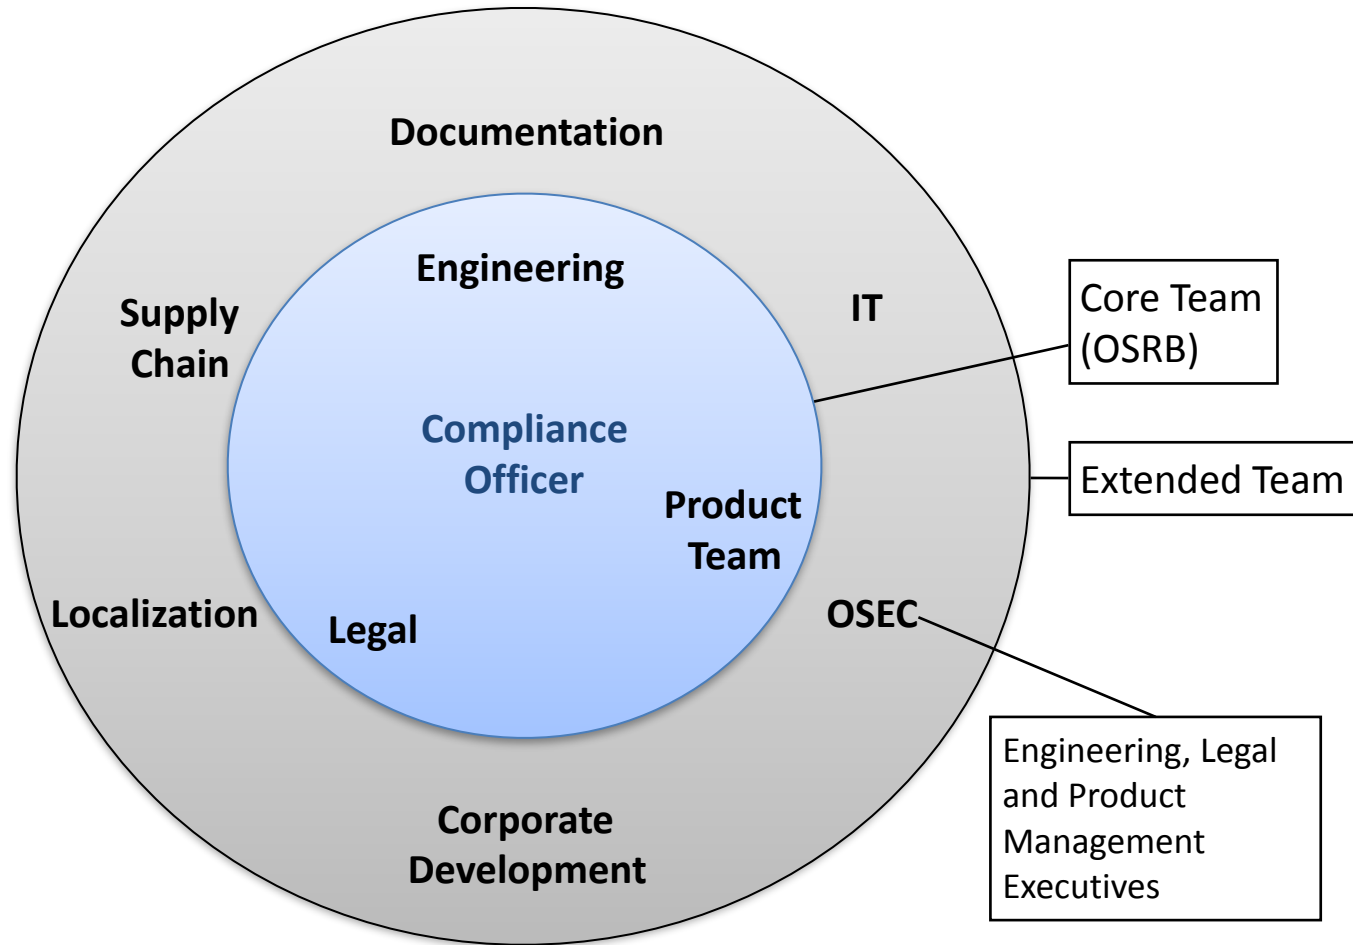 Documentation
Engineering
Supply
Chain
IT
Core Team
(OSRB)
Compliance
Officer
Extended Team
Product
Team
Localization
Legal
OSEC
Engineering, Legal
and Product
Management
Executives
Corporate
Development